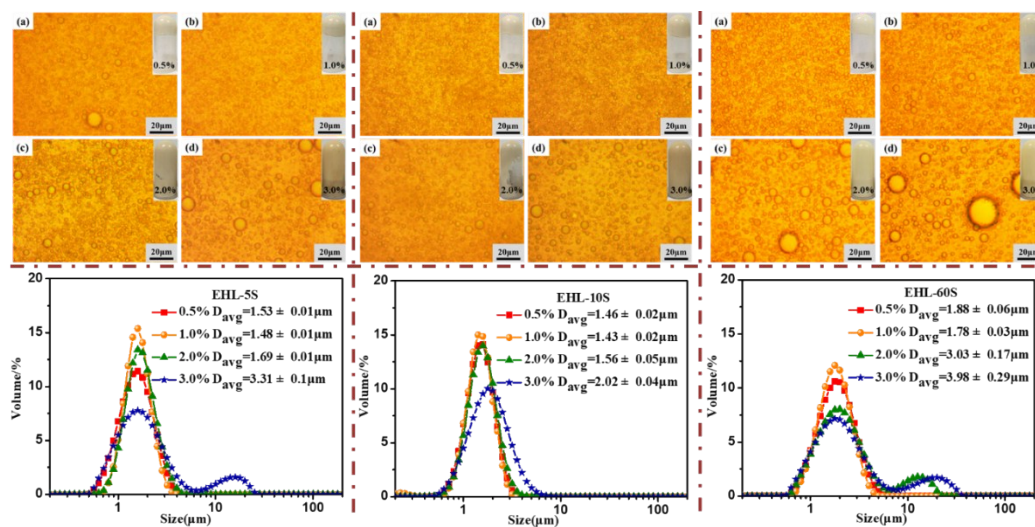 (a)
0.5%
20μm
(b)
1.0%
20μm
(a)
0.5%
20μm
(b)
1.0%
20μm
(a)
0.5%
20μm
(b)
1.0%
20μm
(c)
2.0%
20μm
(d)
3.0%
20μm
(c)
2.0%
20μm
(d)
3.0%
20μm
(c)
2.0%
20μm
(d)
3.0%
20μm
EHL-5S
0.5% Davg=1.53 ± 0.01μm
1.0% Davg=1.48 ± 0.01μm
2.0% Davg=1.69 ± 0.01μm
3.0% Davg=3.31 ± 0.1μm
Volume/%
20
15
10
5
0
1
10
100
Size(μm)
EHL-10S
0.5% Davg=1.46 ± 0.02μm
1.0% Davg=1.43 ± 0.02μm
2.0% Davg=1.56 ± 0.05μm
3.0% Davg=2.02 ± 0.04μm
Volume/%
20
15
10
5
0
1
10
100
Size(μm)
EHL-60S
0.5% Davg=1.88 ± 0.06μm
1.0% Davg=1.78 ± 0.03μm
2.0% Davg=3.03 ± 0.17μm
3.0% Davg=3.98 ± 0.29μm
Volume/%
20
15
10
5
0
1
10
100
Size(μm)